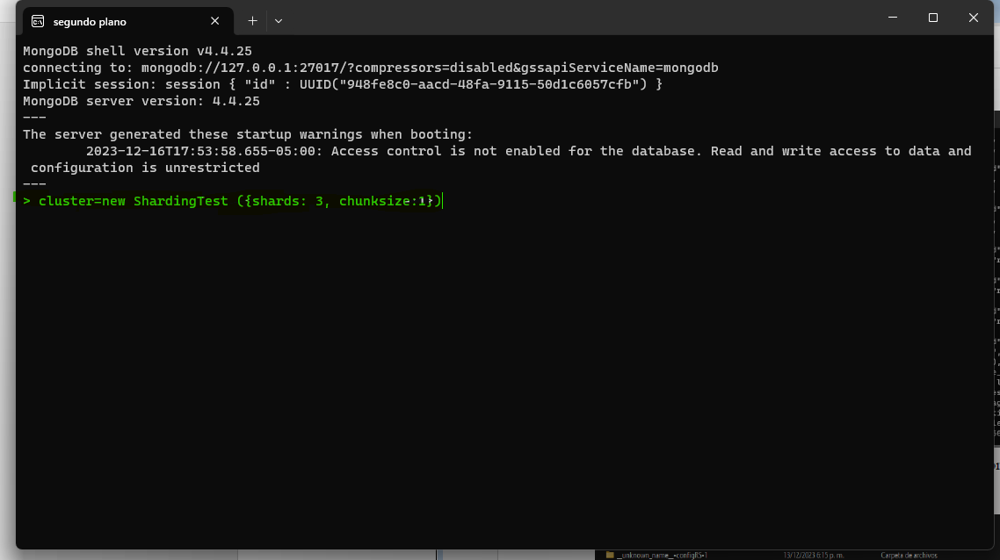 segundo plano
MongoDB shell version v4.4.25
connecting to: mongodb://127.0.0.1:27017/?compressors=disabled&gssapiServiceName=mongodb
Implicit session: session { "id" : UUID("948fe8c0-aacd-48fa-9115-50d1c6057cfb") }
MongoDB server version: 4.4.25
---
The server generated these startup warnings when booting:
2023-12-16T17:53:58.655-05:00: Access control is not enabled for the database. Read and write access to data and
configuration is unrestricted
---
> cluster=new ShardingTest ({shards: 3, chunksize:1})
__unknown_name__-configRS-1 13/12/2023 6:15 p. m. Carpeta de archivos